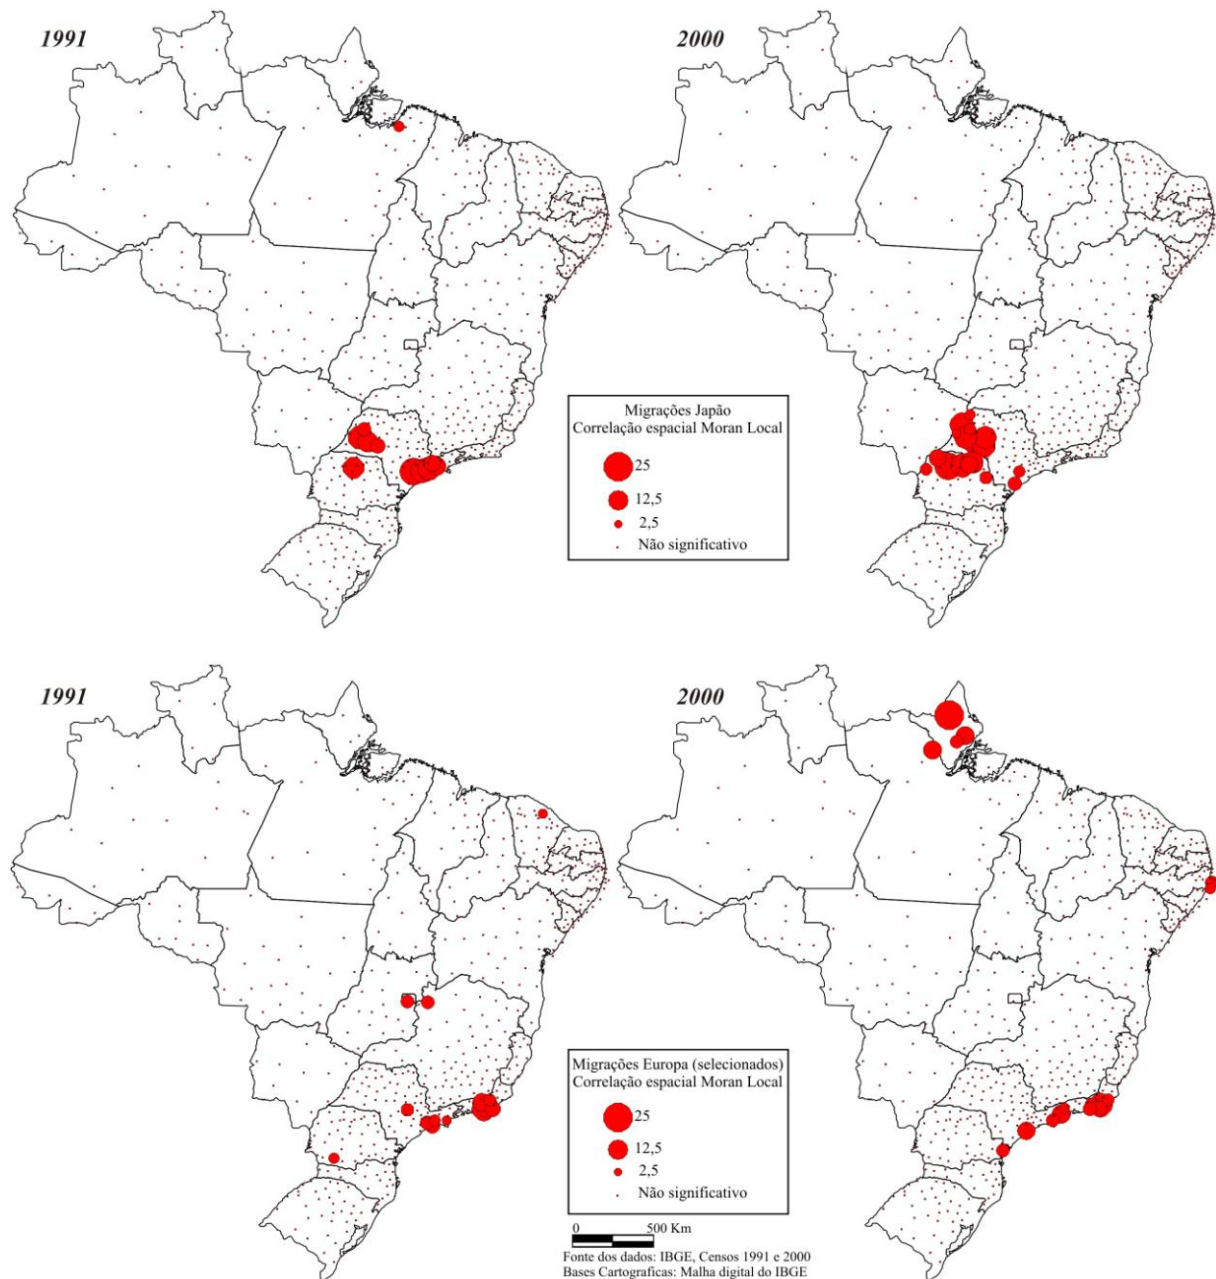 1991
2000
Migrações Japão
Correlação espacial Moran Local
25
12,5
2,5
Não significativo
1991
2000
Migrações Europa (selecionados)
Correlação espacial Moran Local
25
12,5
2,5
Não significativo
0 500 Km
Fonte dos dados: IBGE, Censos 1991 e 2000
Bases Cartograficas: Malha digital do IBGE